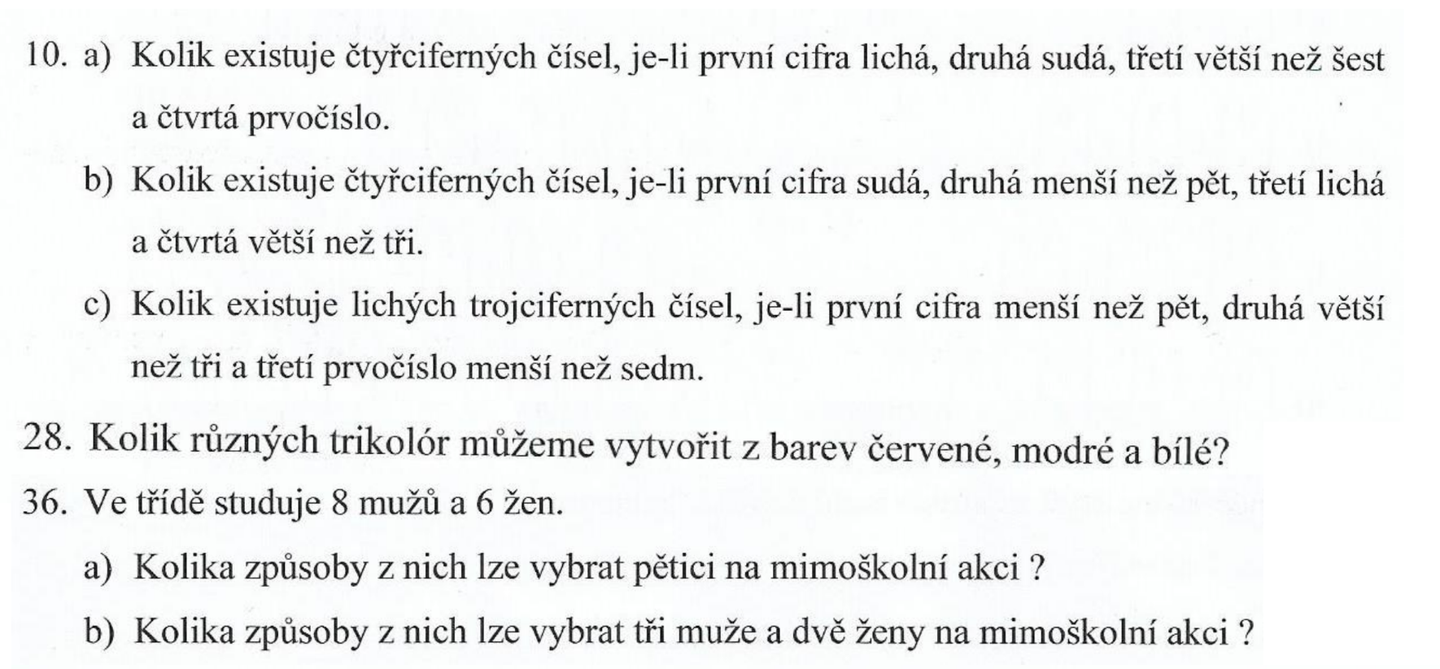 10. a) Kolik existuje čtyřciferných čísel, je-li první cifra lichá, druhá sudá, třetí větší než šest
a čtvrtá prvočíslo.
b) Kolik existuje čtyřciferných čísel, je-li první cifra sudá, druhá menší než pět, třetí lichá
a čtvrtá větší než tři.
c) Kolik existuje lichých trojciferných čísel, je-li první cifra menší než pět, druhá větší
než tři a třetí prvočíslo menší než sedm.
28. Kolik různých trikolór můžeme vytvořit z barev červené, modré a bílé?
36. Ve třídě studuje 8 mužů a 6 žen.
a) Kolika způsoby z nich lze vybrat pětici na mimoškolní akci ?
b) Kolika způsoby z nich lze vybrat tři muže a dvě ženy na mimoškolní akci ?